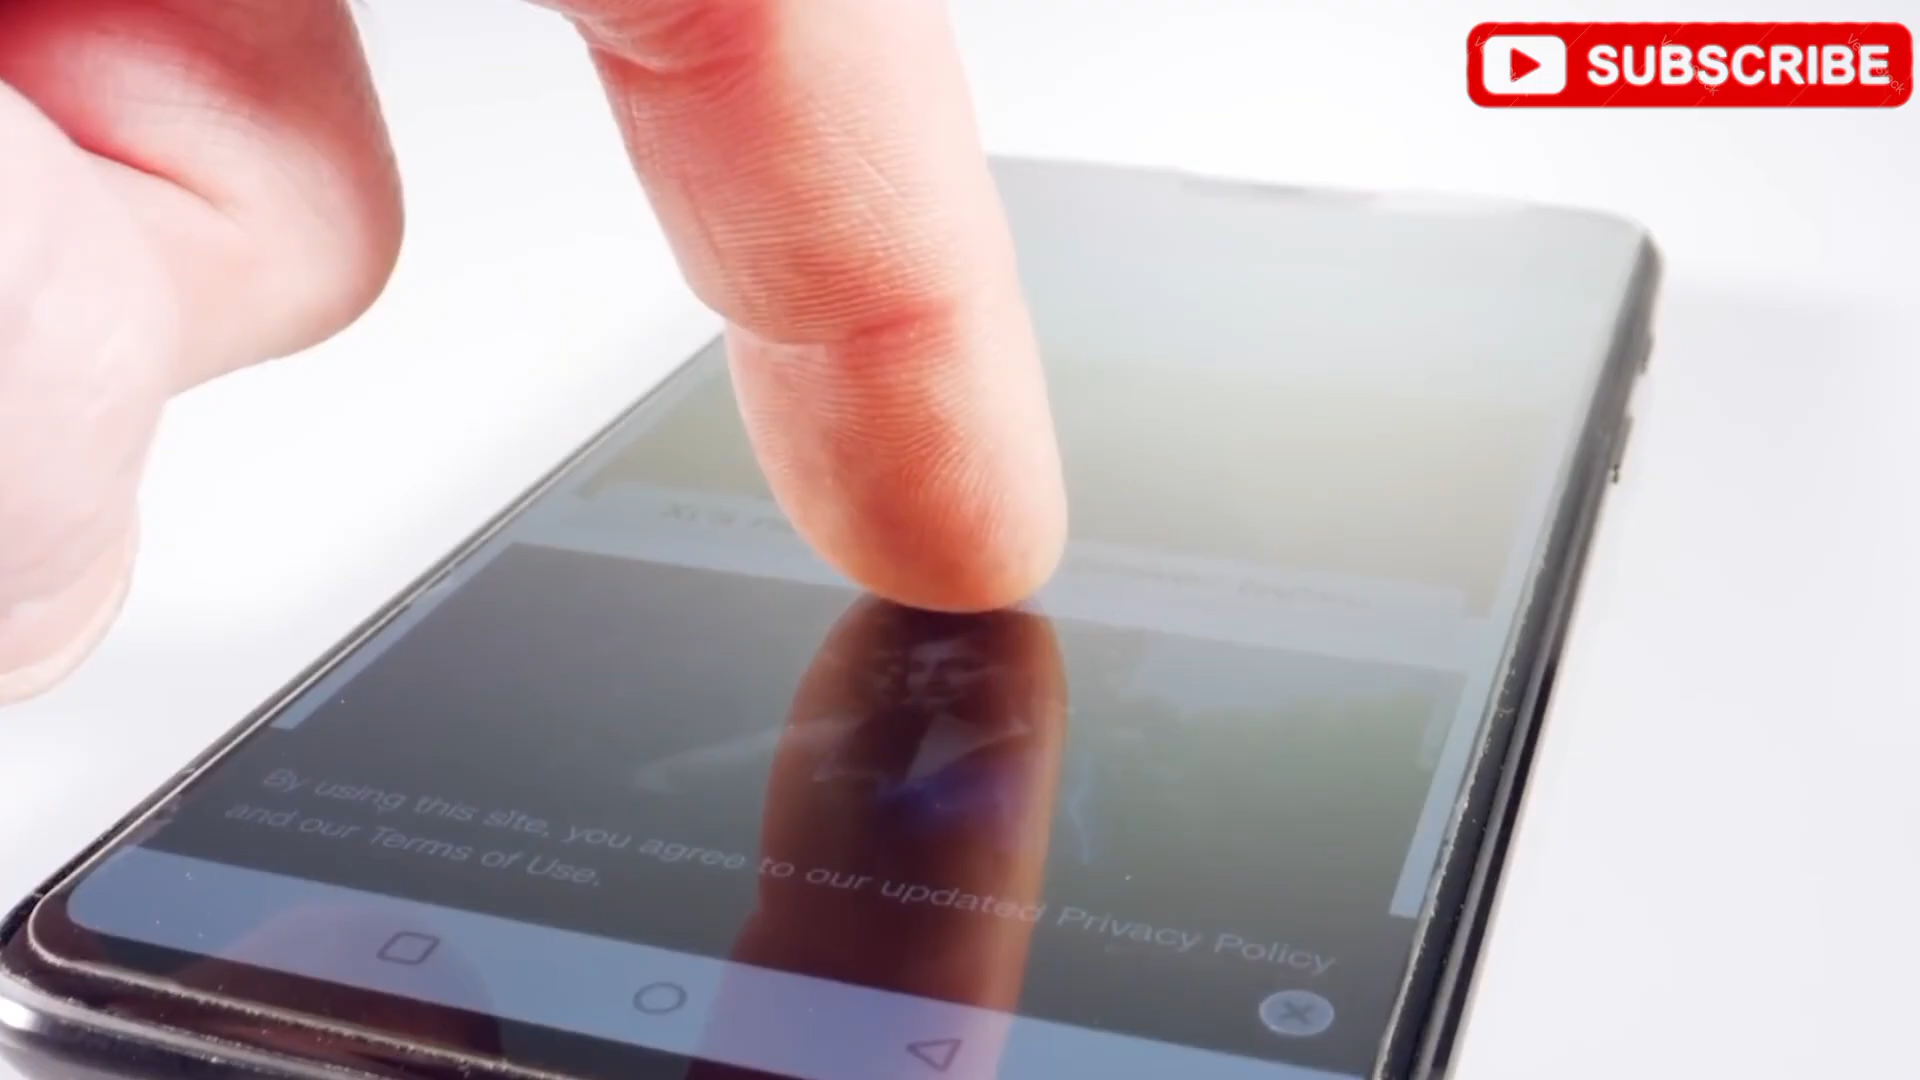 SUBSCRIBE
By using this site, you agree to our updated Privacy Policy
and our Terms of Use.